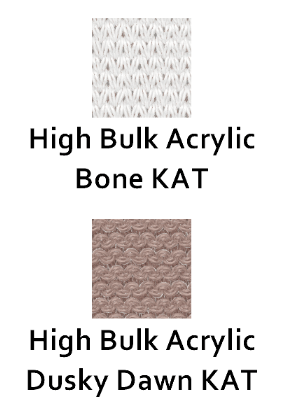 High Bulk Acrylic
Bone KAT
High Bulk Acrylic
Dusky Dawn KAT